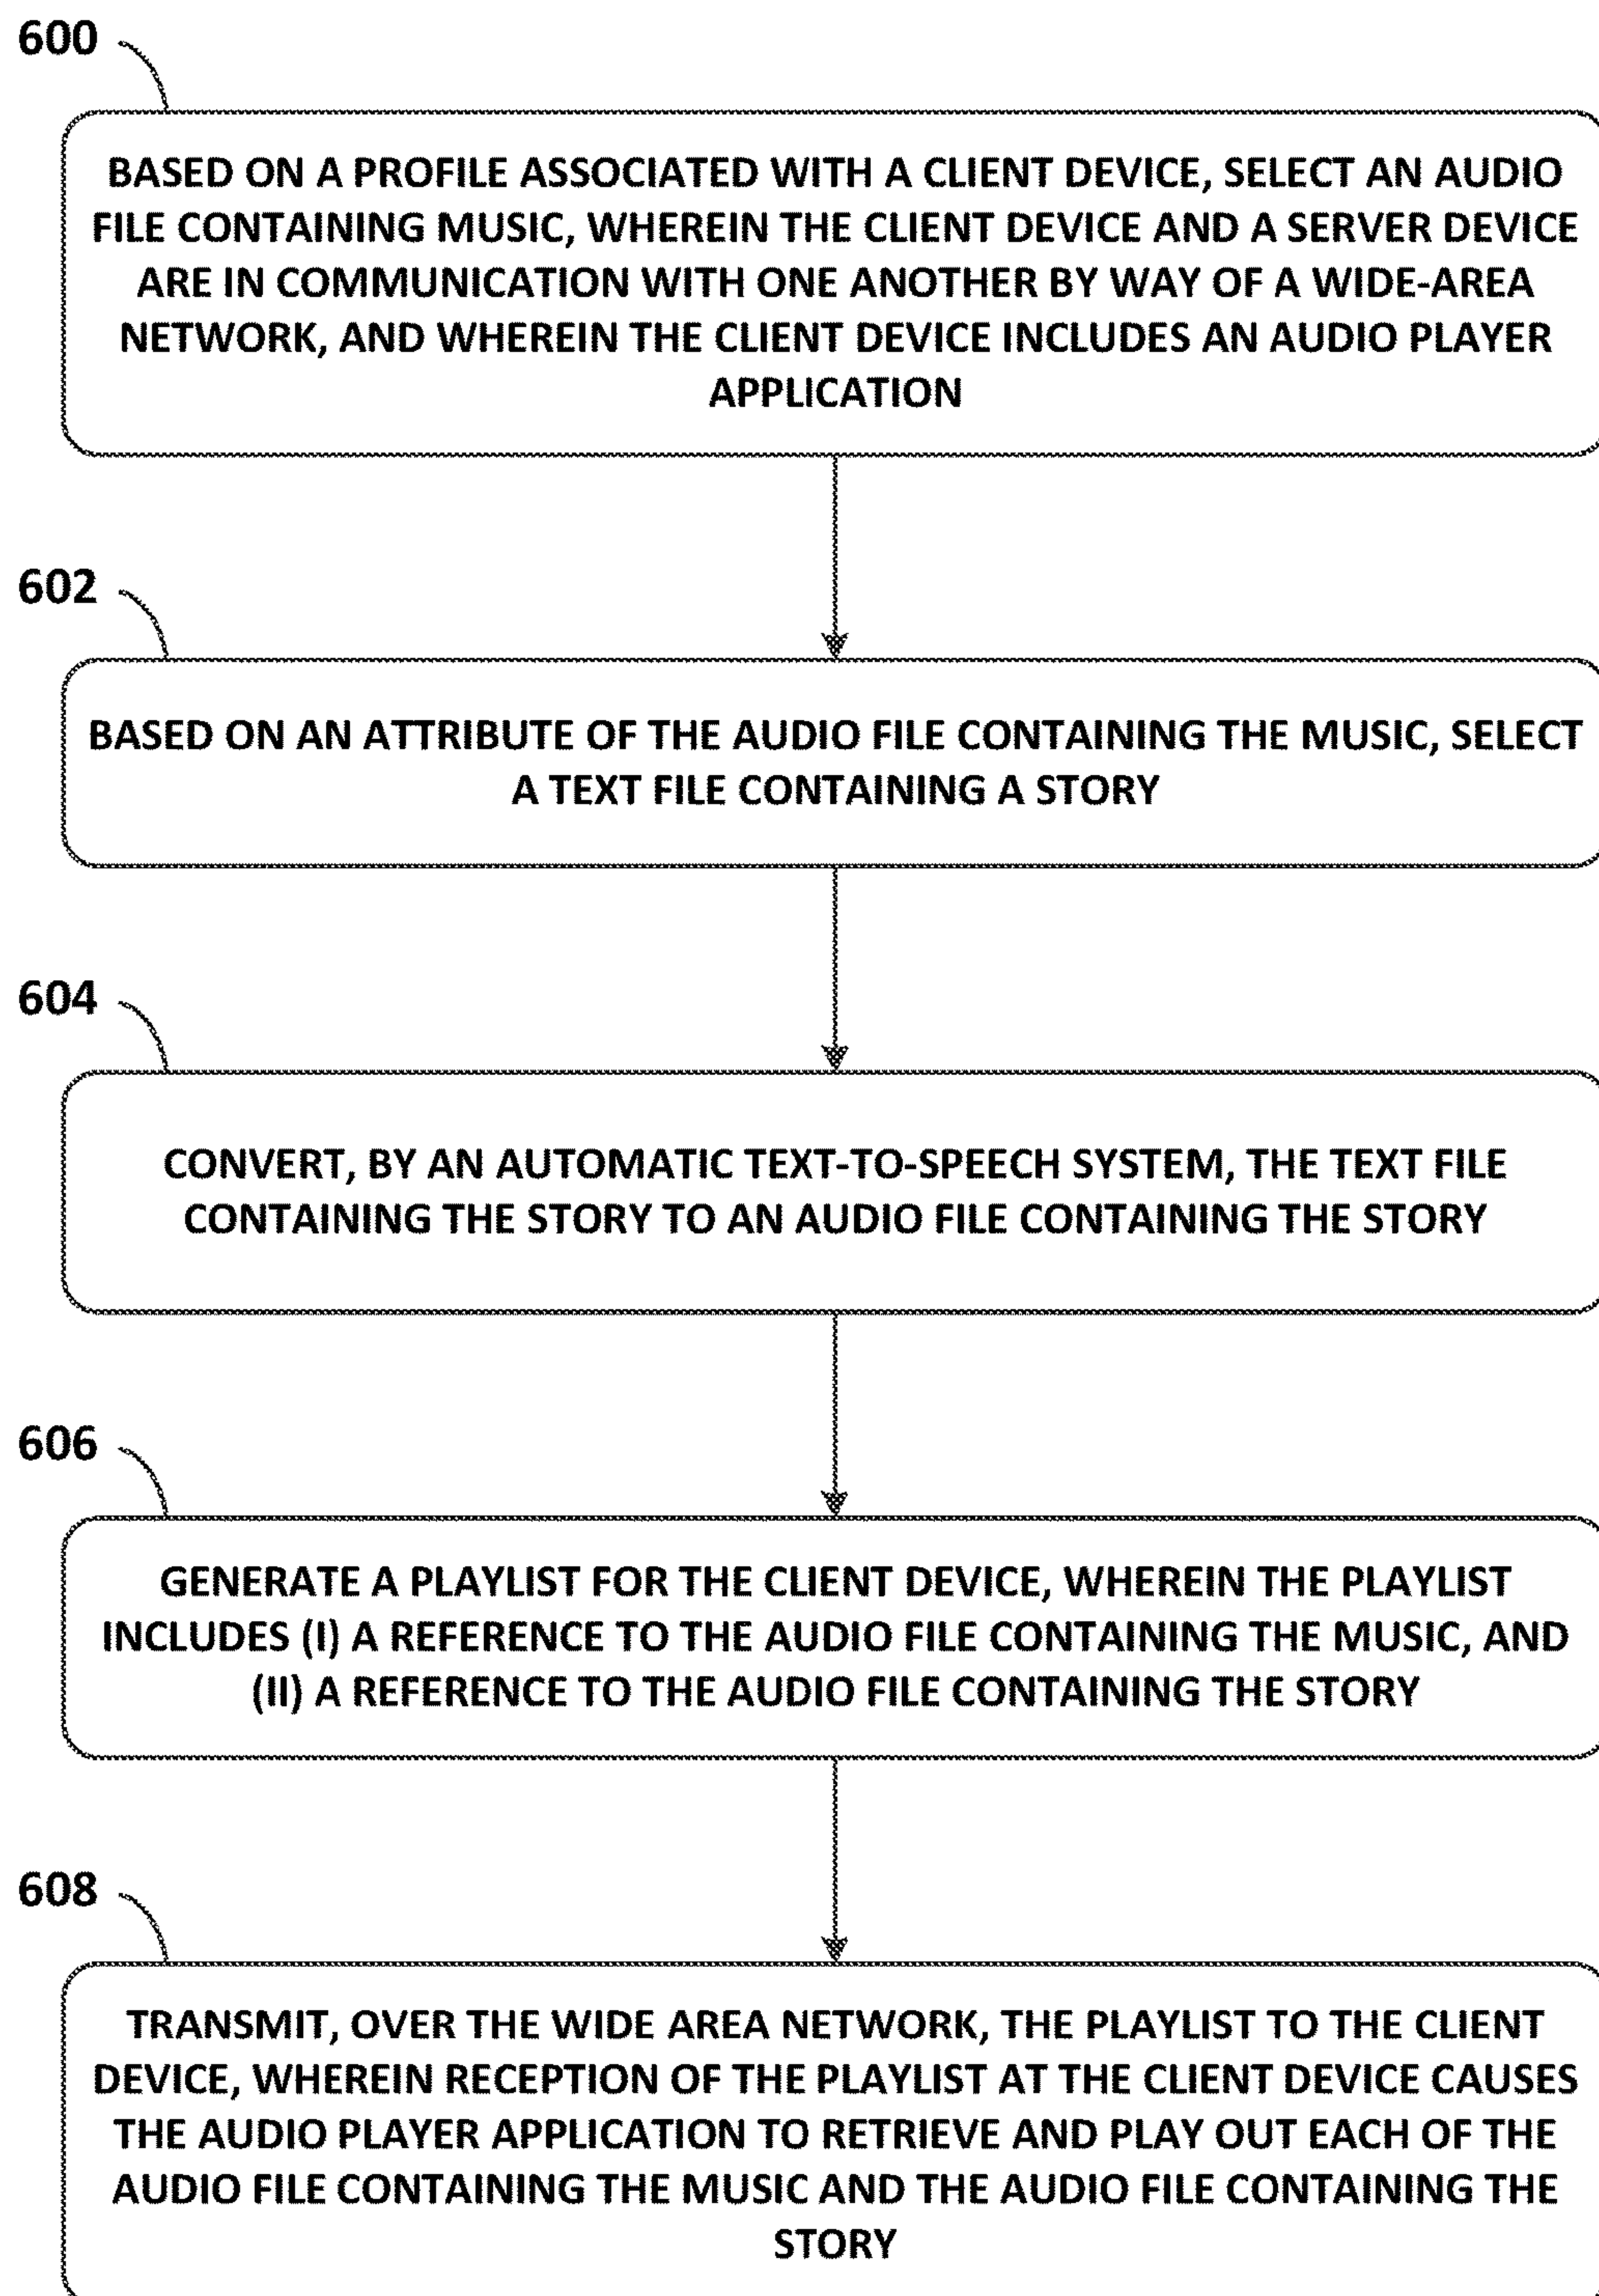 600
BASED ON A PROFILE ASSOCIATED WITH A CLIENT DEVICE, SELECT AN AUDIO
FILE CONTAINING MUSIC, WHEREIN THE CLIENT DEVICE AND A SERVER DEVICE
ARE IN COMMUNICATION WITH ONE ANOTHER BY WAY OF A WIDE-AREA
NETWORK, AND WHEREIN THE CLIENT DEVICE INCLUDES AN AUDIO PLAYER
APPLICATION
602
BASED ON AN ATTRIBUTE OF THE AUDIO FILE CONTAINING THE MUSIC, SELECT
A TEXT FILE CONTAINING A STORY
604
CONVERT, BY AN AUTOMATIC TEXT-TO-SPEECH SYSTEM, THE TEXT FILE
CONTAINING THE STORY TO AN AUDIO FILE CONTAINING THE STORY
606
GENERATE A PLAYLIST FOR THE CLIENT DEVICE, WHEREIN THE PLAYLIST
INCLUDES (I) A REFERENCE TO THE AUDIO FILE CONTAINING THE MUSIC, AND
(II) A REFERENCE TO THE AUDIO FILE CONTAINING THE STORY
608
TRANSMIT, OVER THE WIDE AREA NETWORK, THE PLAYLIST TO THE CLIENT
DEVICE, WHEREIN RECEPTION OF THE PLAYLIST AT THE CLIENT DEVICE CAUSES
THE AUDIO PLAYER APPLICATION TO RETRIEVE AND PLAY OUT EACH OF THE
AUDIO FILE CONTAINING THE MUSIC AND THE AUDIO FILE CONTAINING THE
STORY